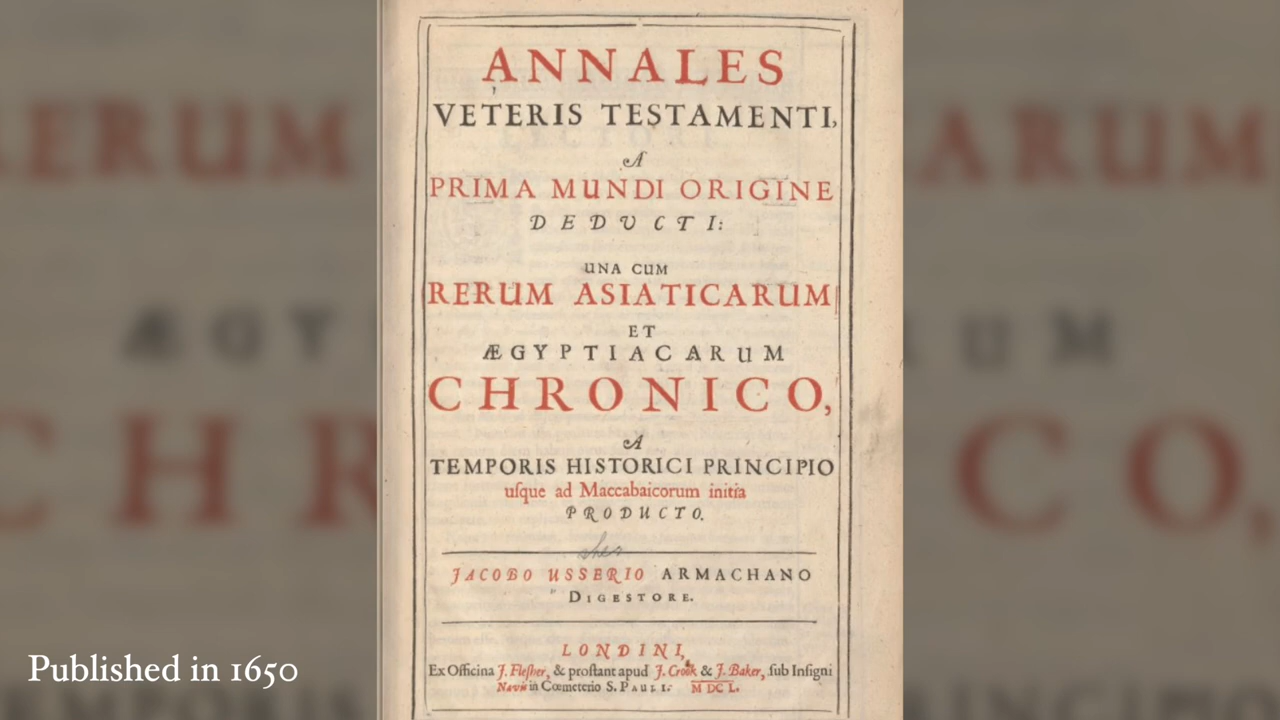 ANNALES
VETERIS TESTAMENTI,
A
PRIMA MUNDI ORIGINE
DEDUCTI:
UNA CUM
RERUM ASIATICARUM
ET
ÆGYPTIACARUM
CHRONICO,
A
TEMPORIS HISTORICI PRINCIPIO
uſque ad Maccabaicorum initia
PRODUCTO.
JACOBO USSERIO ARMACHANO
DIGESTORE.
LONDINI,
Ex Officina J. Fleſher, & proſtant apud J. Crook & J. Baker, ſub Inſigni
Navis in Cœmeterio S. PAULI. MDCL.
Published in 1650